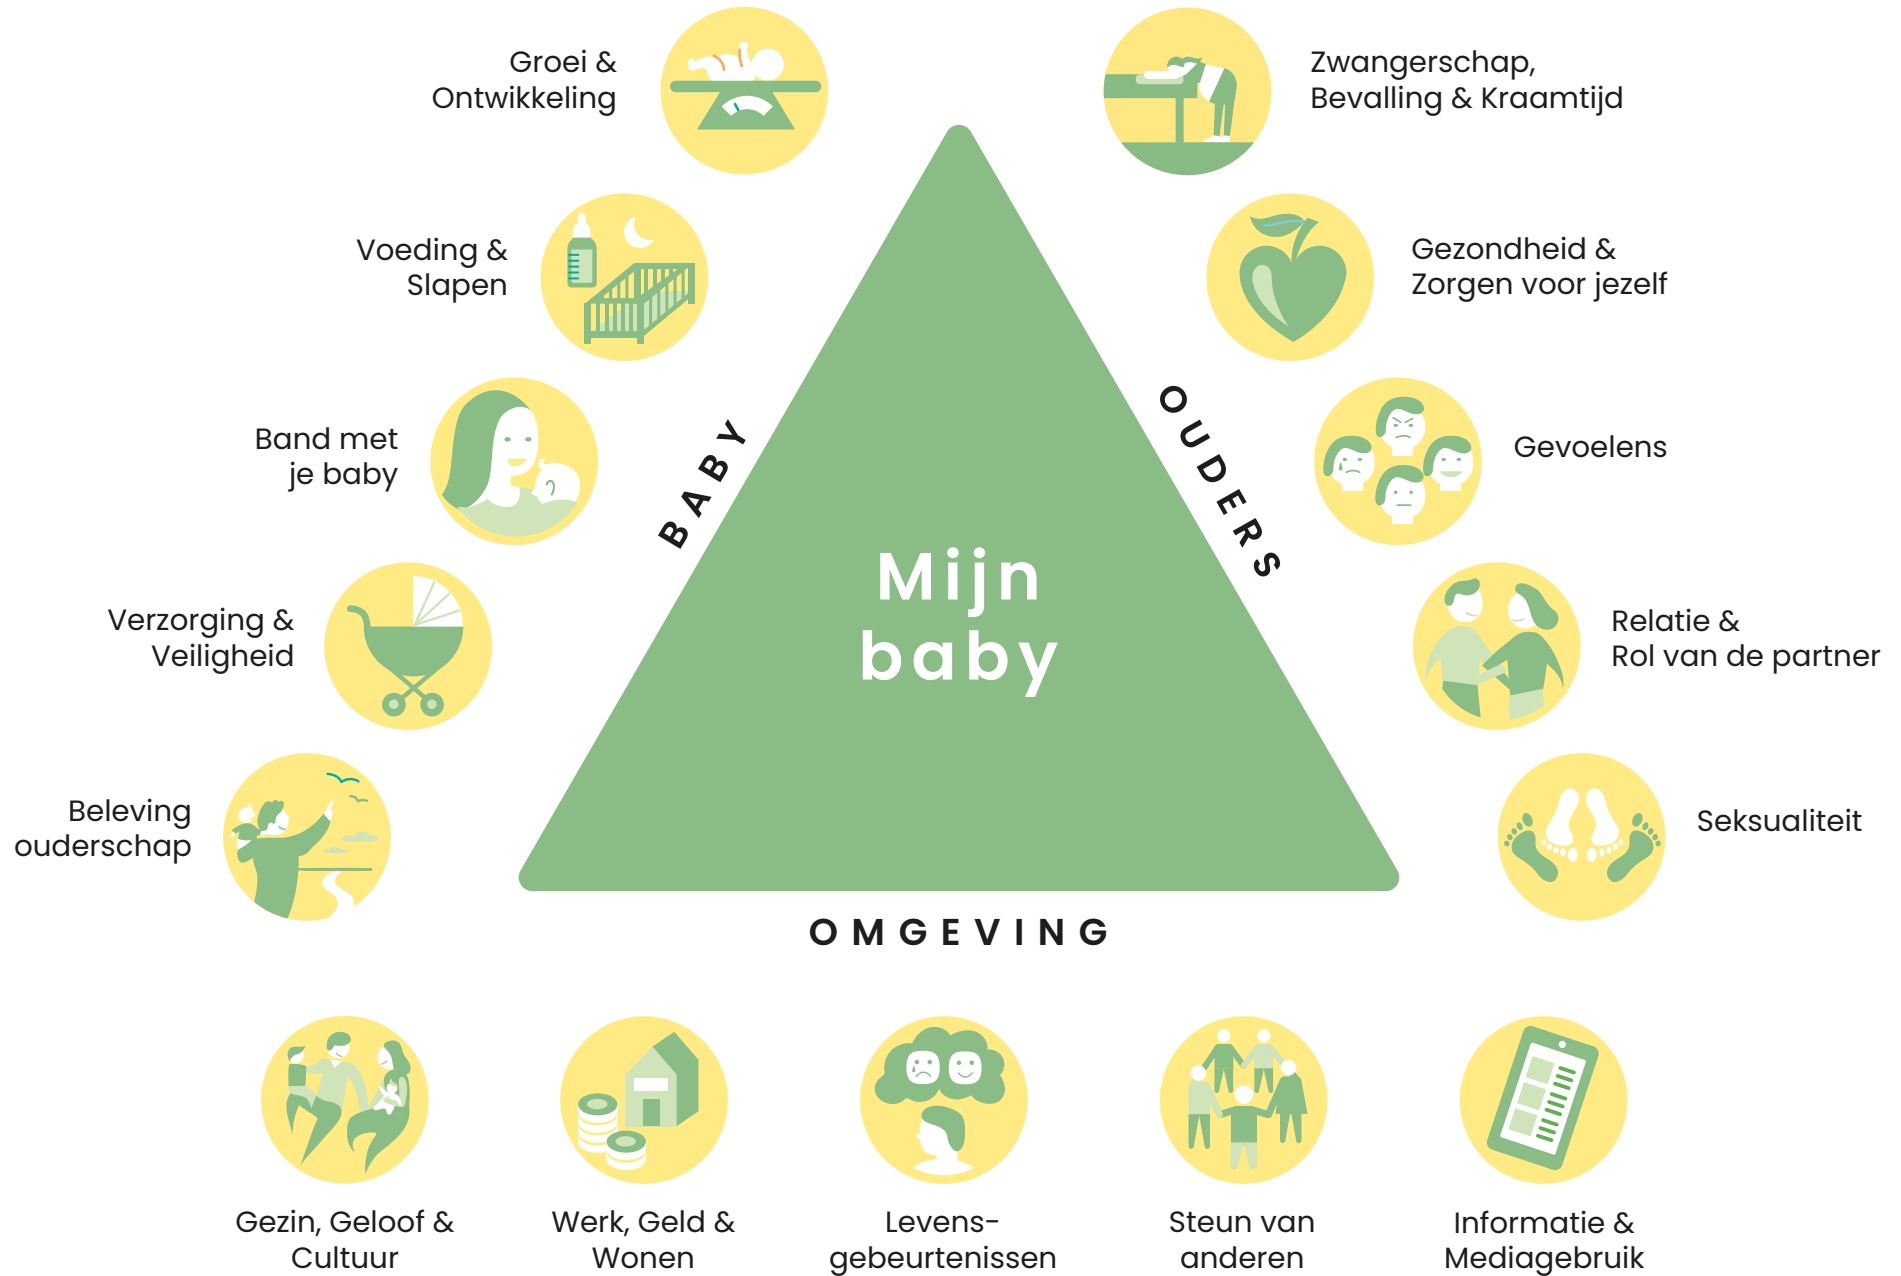 Groei &
Ontwikkeling
Voeding &
Slapen
Band met
je baby
Verzorging &
Veiligheid
Beleving
ouderschap
BABY
Mijn
baby
OUDERS
Zwangerschap,
Bevalling & Kraamtijd
Gezondheid &
Zorgen voor jezelf
Gevoelens
Relatie &
Rol van de partner
Seksualiteit
OMGEVING
Gezin, Geloof &
Cultuur
Werk, Geld &
Wonen
Levens-
gebeurtenissen
Steun van
anderen
Informatie &
Mediagebruik